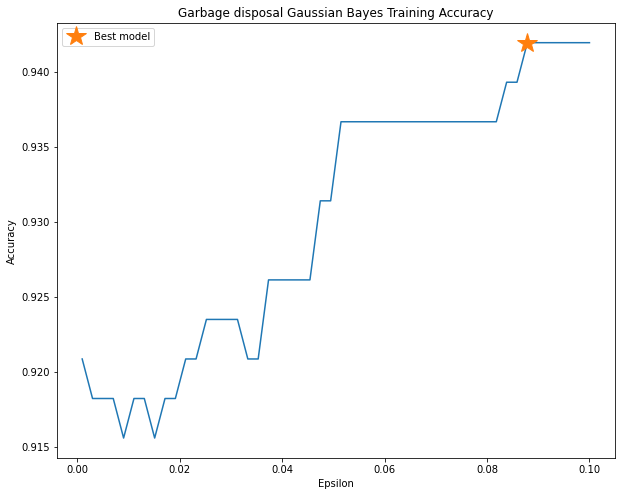 Garbage disposal Gaussian Bayes Training Accuracy
Best model
0.940
0.935
0.930
0.925
0.920
0.915
Accuracy
0.00 0.02 0.04 0.06 0.08 0.10
Epsilon